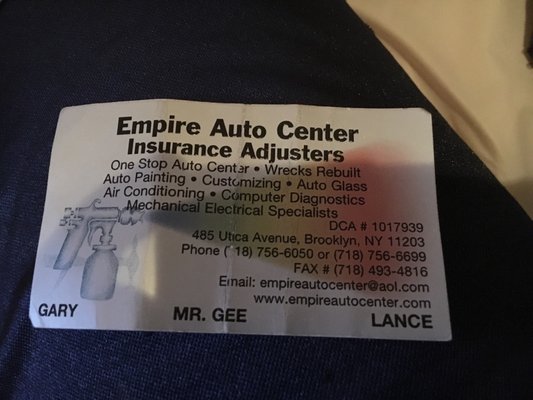 Empire Auto Center
Insurance Adjusters
One Stop Auto Center • Wrecks Rebuilt
Auto Painting • Customizing • Auto Glass
Air Conditioning • Computer Diagnostics
Mechanical Electrical Specialists
DCA # 1017939
485 Utica Avenue, Brooklyn, NY 11203
Phone (718) 756-6050 or (718) 756-6699
FAX # (718) 493-4816
Email: empireautocenter@aol.com
www.empireautocenter.com
GARY MR. GEE LANCE